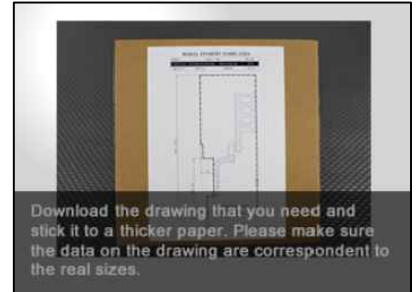 Download the drawing that you need and
stick it to a thicker paper. Please make sure
the data on the drawing are correspondent to
the real sizes.